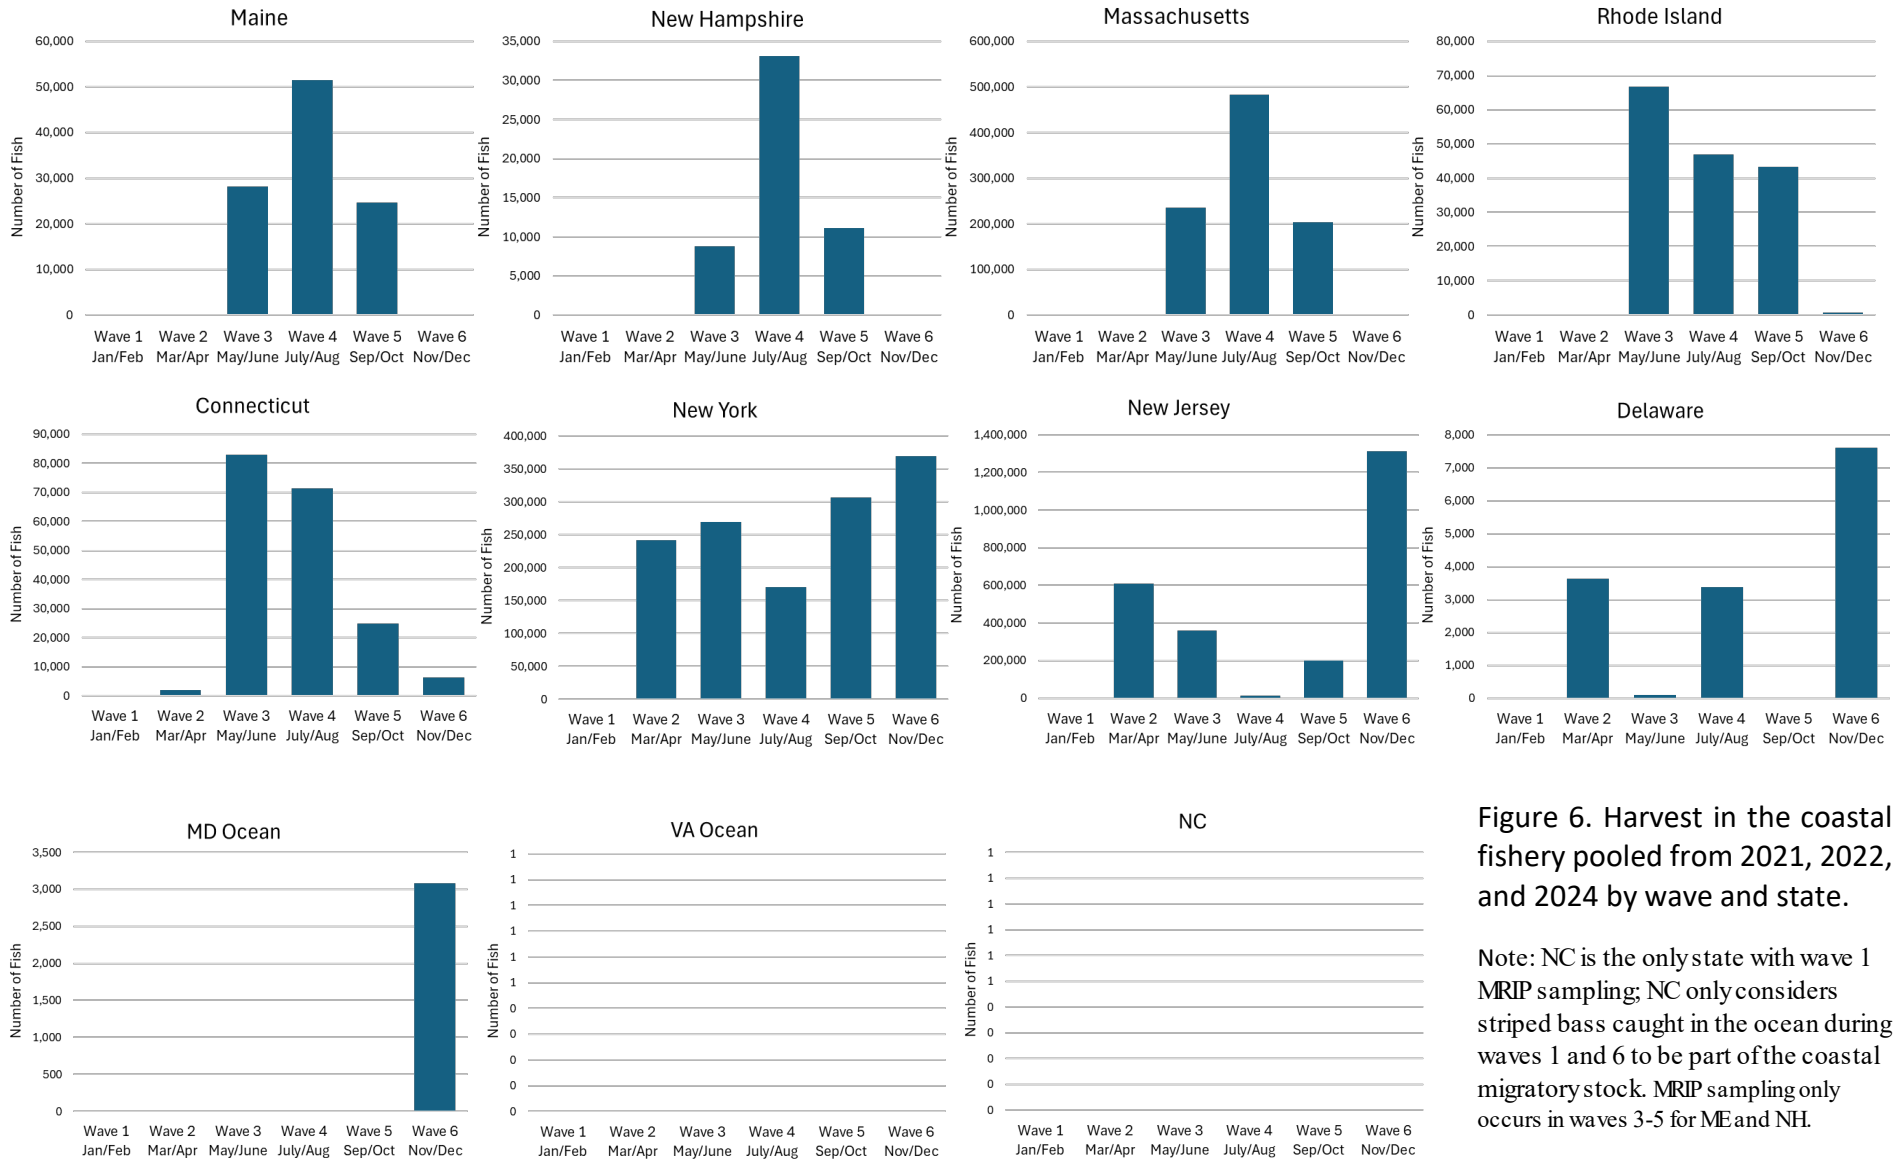 Maine
60,000
50,000
40,000
30,000
20,000
10,000
0
Number of Fish
Wave 1 Wave 2 Wave 3 Wave 4 Wave 5 Wave 6
Jan/Feb Mar/Apr May/June July/Aug Sep/Oct Nov/Dec
New Hampshire
35,000
30,000
25,000
20,000
15,000
10,000
5,000
0
Number of Fish
Wave 1 Wave 2 Wave 3 Wave 4 Wave 5 Wave 6
Jan/Feb Mar/Apr May/June July/Aug Sep/Oct Nov/Dec
Massachusetts
600,000
500,000
400,000
300,000
200,000
100,000
0
Number of Fish
Wave 1 Wave 2 Wave 3 Wave 4 Wave 5 Wave 6
Jan/Feb Mar/Apr May/June July/Aug Sep/Oct Nov/Dec
Rhode Island
80,000
70,000
60,000
50,000
40,000
30,000
20,000
10,000
0
Number of Fish
Wave 1 Wave 2 Wave 3 Wave 4 Wave 5 Wave 6
Jan/Feb Mar/Apr May/June July/Aug Sep/Oct Nov/Dec
Connecticut
90,000
80,000
70,000
60,000
50,000
40,000
30,000
20,000
10,000
0
Number of Fish
Wave 1 Wave 2 Wave 3 Wave 4 Wave 5 Wave 6
Jan/Feb Mar/Apr May/June July/Aug Sep/Oct Nov/Dec
New York
400,000
350,000
300,000
250,000
200,000
150,000
100,000
50,000
0
Number of Fish
Wave 1 Wave 2 Wave 3 Wave 4 Wave 5 Wave 6
Jan/Feb Mar/Apr May/June July/Aug Sep/Oct Nov/Dec
New Jersey
1,400,000
1,200,000
1,000,000
800,000
600,000
400,000
200,000
0
Number of Fish
Wave 1 Wave 2 Wave 3 Wave 4 Wave 5 Wave 6
Jan/Feb Mar/Apr May/June July/Aug Sep/Oct Nov/Dec
Delaware
8,000
7,000
6,000
5,000
4,000
3,000
2,000
1,000
0
Number of Fish
Wave 1 Wave 2 Wave 3 Wave 4 Wave 5 Wave 6
Jan/Feb Mar/Apr May/June July/Aug Sep/Oct Nov/Dec
MD Ocean
3,500
3,000
2,500
2,000
1,500
1,000
500
0
Number of Fish
Wave 1 Wave 2 Wave 3 Wave 4 Wave 5 Wave 6
Jan/Feb Mar/Apr May/June July/Aug Sep/Oct Nov/Dec
VA Ocean
1
1
1
1
1
1
0
0
0
0
0
Number of Fish
Wave 1 Wave 2 Wave 3 Wave 4 Wave 5 Wave 6
Jan/Feb Mar/Apr May/June July/Aug Sep/Oct Nov/Dec
NC
1
1
1
1
1
1
0
0
0
0
0
Number of Fish
Wave 1 Wave 2 Wave 3 Wave 4 Wave 5 Wave 6
Jan/Feb Mar/Apr May/June July/Aug Sep/Oct Nov/Dec
Figure 6. Harvest in the coastal
fishery pooled from 2021, 2022,
and 2024 by wave and state.
Note: NC is the only state with wave 1
MRIP sampling; NC only considers
striped bass caught in the ocean during
waves 1 and 6 to be part of the coastal
migratory stock. MRIP sampling only
occurs in waves 3-5 for ME and NH.